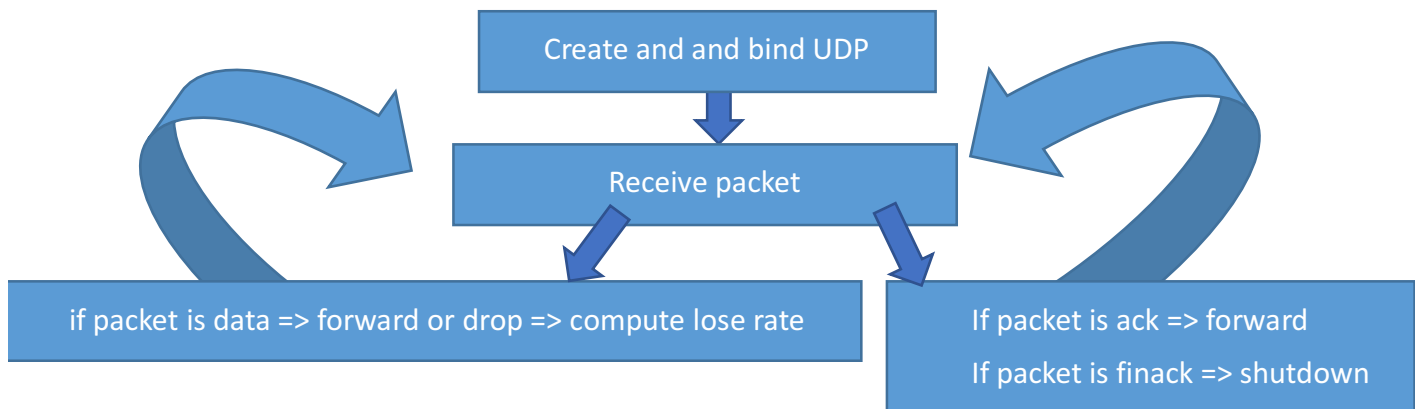 Create and and bind UDP
Receive packet
if packet is data => forward or drop => compute lose rate
If packet is ack => forward
If packet is finack => shutdown